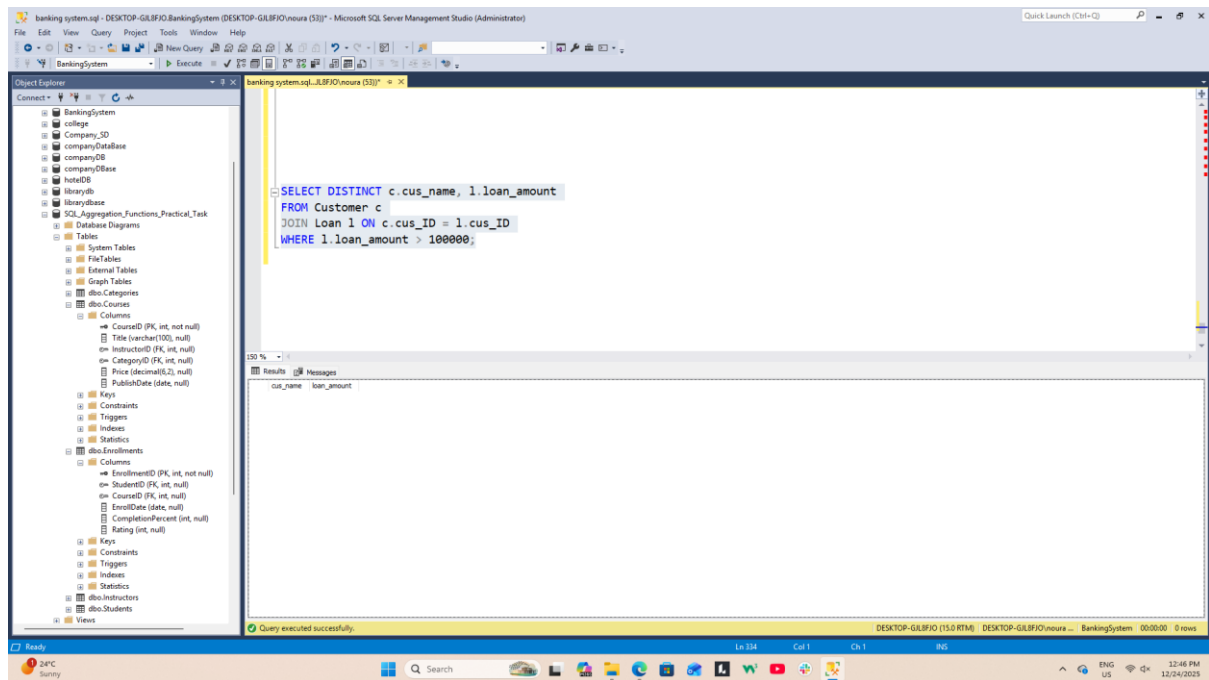 banking system.sql - DESKTOP-GJL8FJO.BankingSystem (DESKTOP-GJL8FJO\noura (53))* - Microsoft SQL Server Management Studio (Administrator)
Quick Launch (Ctrl+Q)
File Edit View Query Project Tools Window Help
New Query
BankingSystem Execute
Object Explorer
banking system.sql...JL8FJO\noura (53))*
Connect
BankingSystem
college
Company_SD
companyDataBase
companyDB
companyDBase
hotelDB
librarydb
librarydbase
SQL_Aggregation_Functions_Practical_Task
Database Diagrams
Tables
System Tables
FileTables
External Tables
Graph Tables
dbo.Categories
dbo.Courses
Columns
CourseID (PK, int, not null)
Title (varchar(100), null)
InstructorID (FK, int, null)
CategoryID (FK, int, null)
Price (decimal(6,2), null)
PublishDate (date, null)
Keys
Constraints
Triggers
Indexes
Statistics
dbo.Enrollments
Columns
EnrollmentID (PK, int, not null)
StudentID (FK, int, null)
CourseID (FK, int, null)
EnrollDate (date, null)
CompletionPercent (int, null)
Rating (int, null)
Keys
Constraints
Triggers
Indexes
Statistics
dbo.Instructors
dbo.Students
Views
SELECT DISTINCT c.cus_name, l.loan_amount
FROM Customer c
JOIN Loan l ON c.cus_ID = l.cus_ID
WHERE l.loan_amount > 100000;
150 %
Results Messages
cus_name loan_amount
Query executed successfully. DESKTOP-GJL8FJO (15.0 RTM) DESKTOP-GJL8FJO\noura ... BankingSystem 00:00:00 0 rows
Ready Ln 334 Col 1 Ch 1 INS
1
24°C
Sunny
Search
L
ENG
US
12:46 PM
12/24/2025